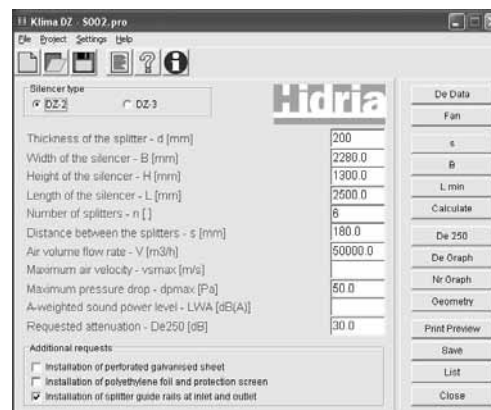 Klima DZ - S002.pro
File Project Settings Help
Silencer type
DZ-2 DZ-3
Hidria
Thickness of the splitter - d [mm] 200
Width of the silencer - B [mm] 2280.0
Height of the silencer - H [mm] 1300.0
Length of the silencer - L [mm] 2500.0
Number of splitters - n [ ] 6
Distance between the splitters - s [mm] 180.0
Air volume flow rate - V [m3/h] 50000.0
Maximum air velocity - vsmax [m/s]
Maximum pressure drop - dpmax [Pa] 50.0
A-weighted sound power level - LWA [dB(A)]
Requested attenuation - De250 [dB] 30.0
Additional requests
Installation of perforated galvanised sheet
Installation of polyethylene foil and protection screen
Installation of splitter guide rails at inlet and outlet
De Data
Fan
s
B
L min
Calculate
De 250
De Graph
Nr Graph
Geometry
Print Preview
Save
List
Close